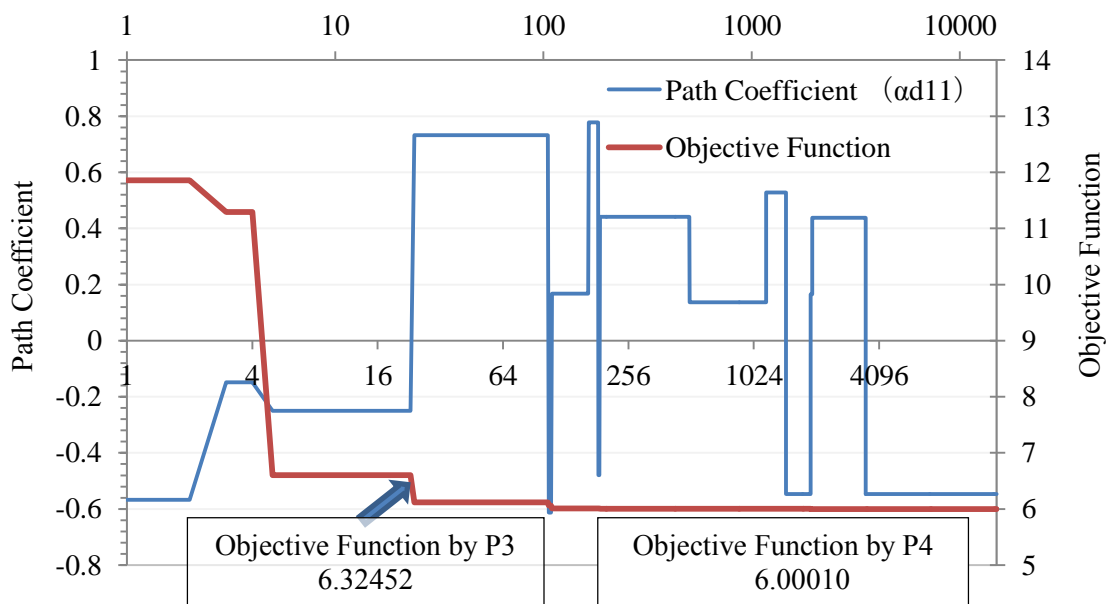 1 10 100 1000 10000
1 14
Path Coefficient （αd11）
0.8 13
Objective Function
0.6 12
0.4 11
0.2 10
0 9
1 4 16 64 256 1024 4096
-0.2 8
-0.4 7
-0.6 6
-0.8 5
Path Coefficient
Objective Function
Objective Function by P3
6.32452
Objective Function by P4
6.00010